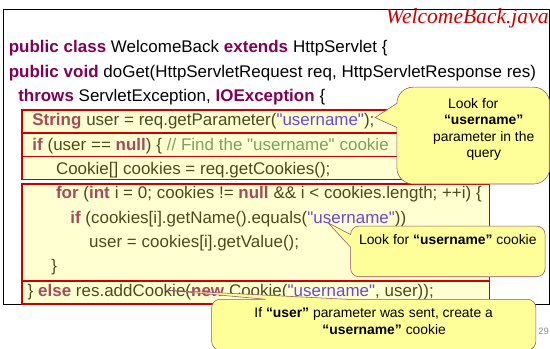 WelcomeBack.java
public class WelcomeBack extends HttpServlet {
public void doGet(HttpServletRequest req, HttpServletResponse res)
throws ServletException, IOException {
String user = req.getParameter("username");
if (user == null) { // Find the "username" cookie
Cookie[] cookies = req.getCookies();
for (int i = 0; cookies != null && i < cookies.length; ++i) {
if (cookies[i].getName().equals("username"))
user = cookies[i].getValue();
}
} else res.addCookie(new Cookie("username", user));
Look for
“username”
parameter in the
query
Look for “username” cookie
If “user” parameter was sent, create a
“username” cookie
29